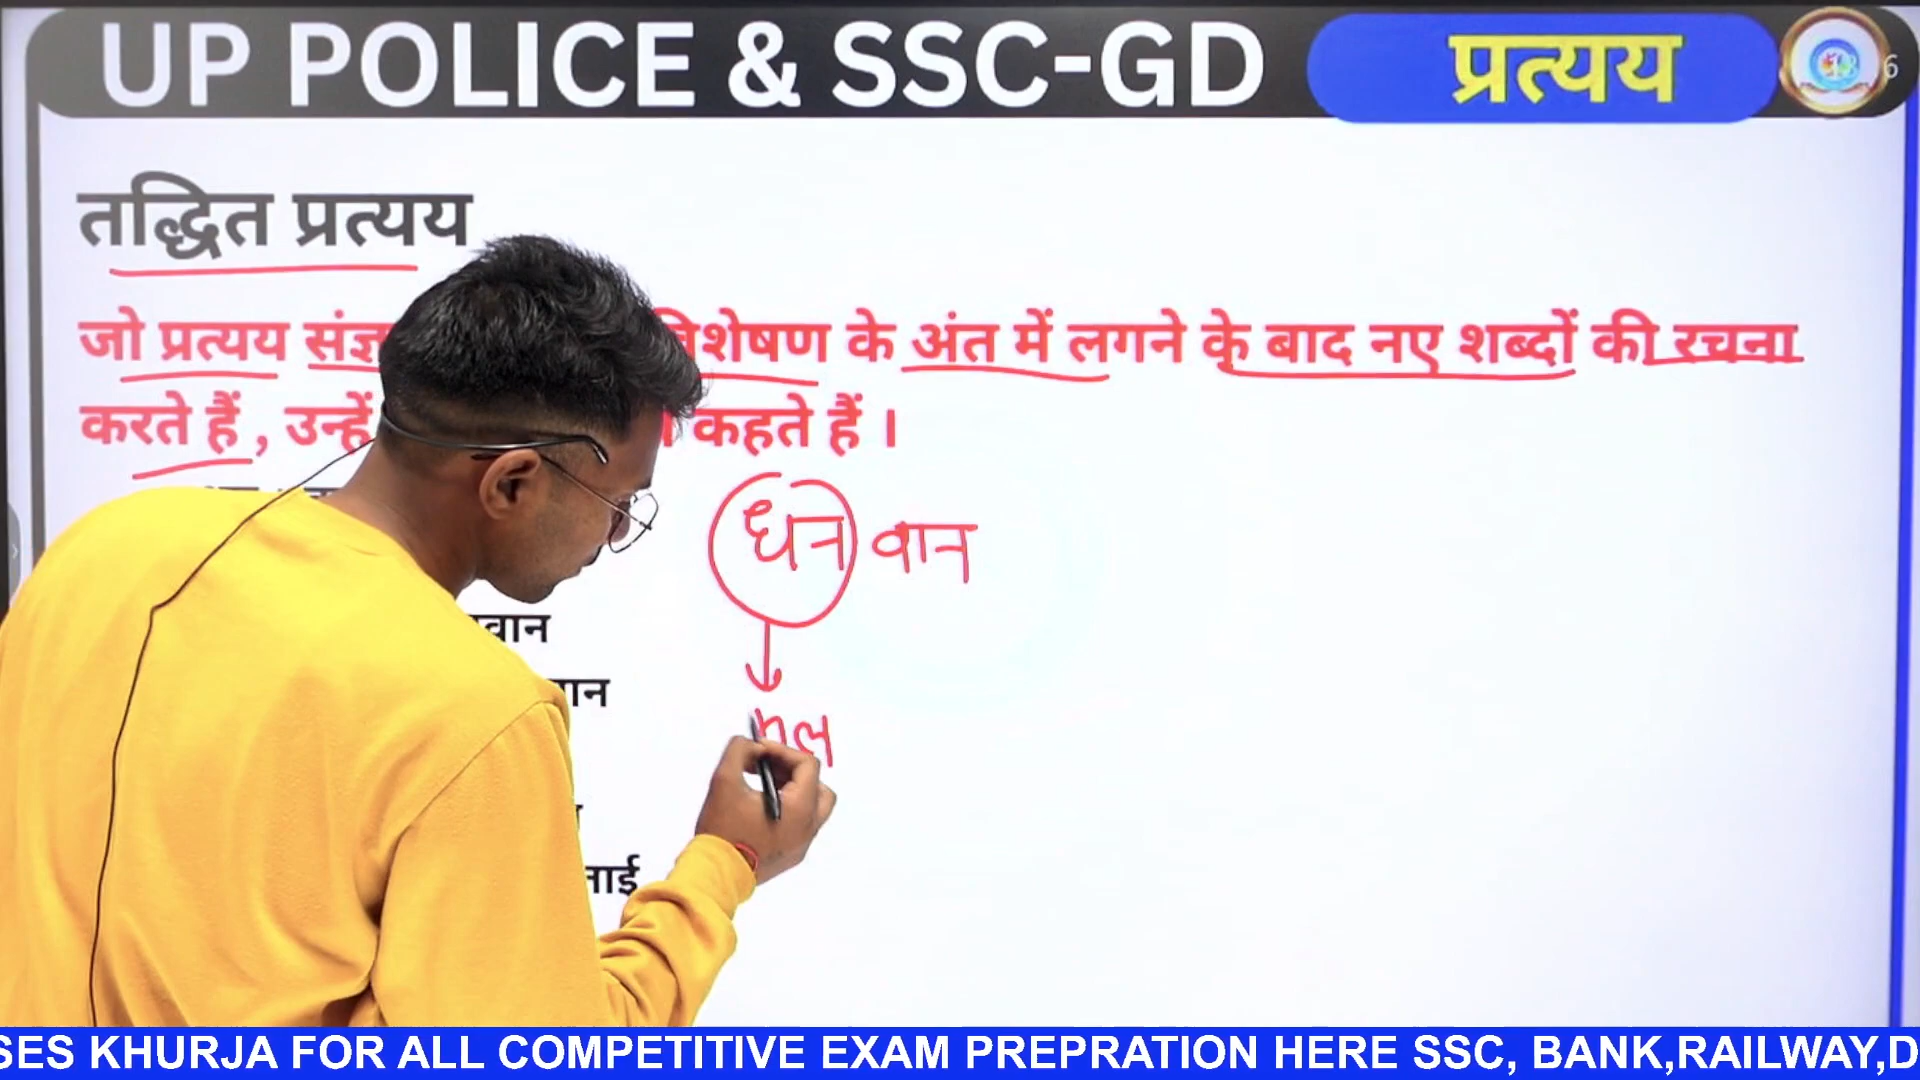 UP POLICE & SSC-GD प्रत्यय
तद्धित प्रत्यय
जो प्रत्यय विशेषण के अंत में लगने के बाद नए शब्दों की रचना
करते हैं , उन्हें कहते हैं ।
धन वान
KHURJA FOR ALL COMPETITIVE EXAM PREPRATION HERE SSC, BANK,RAILWAY,D